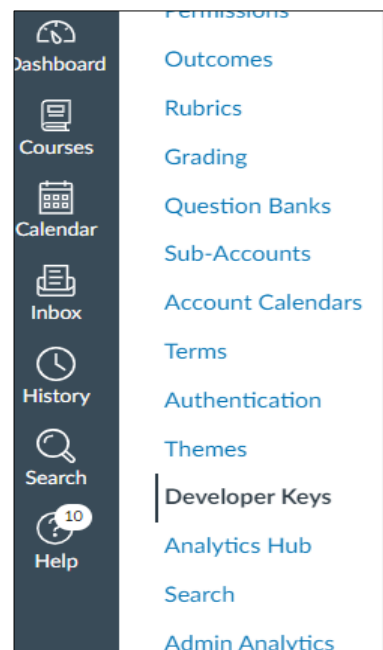 Dashboard
Courses
Calendar
Inbox
History
Search
10
Help
Permissions
Outcomes
Rubrics
Grading
Question Banks
Sub-Accounts
Account Calendars
Terms
Authentication
Themes
Developer Keys
Analytics Hub
Search
Admin Analytics